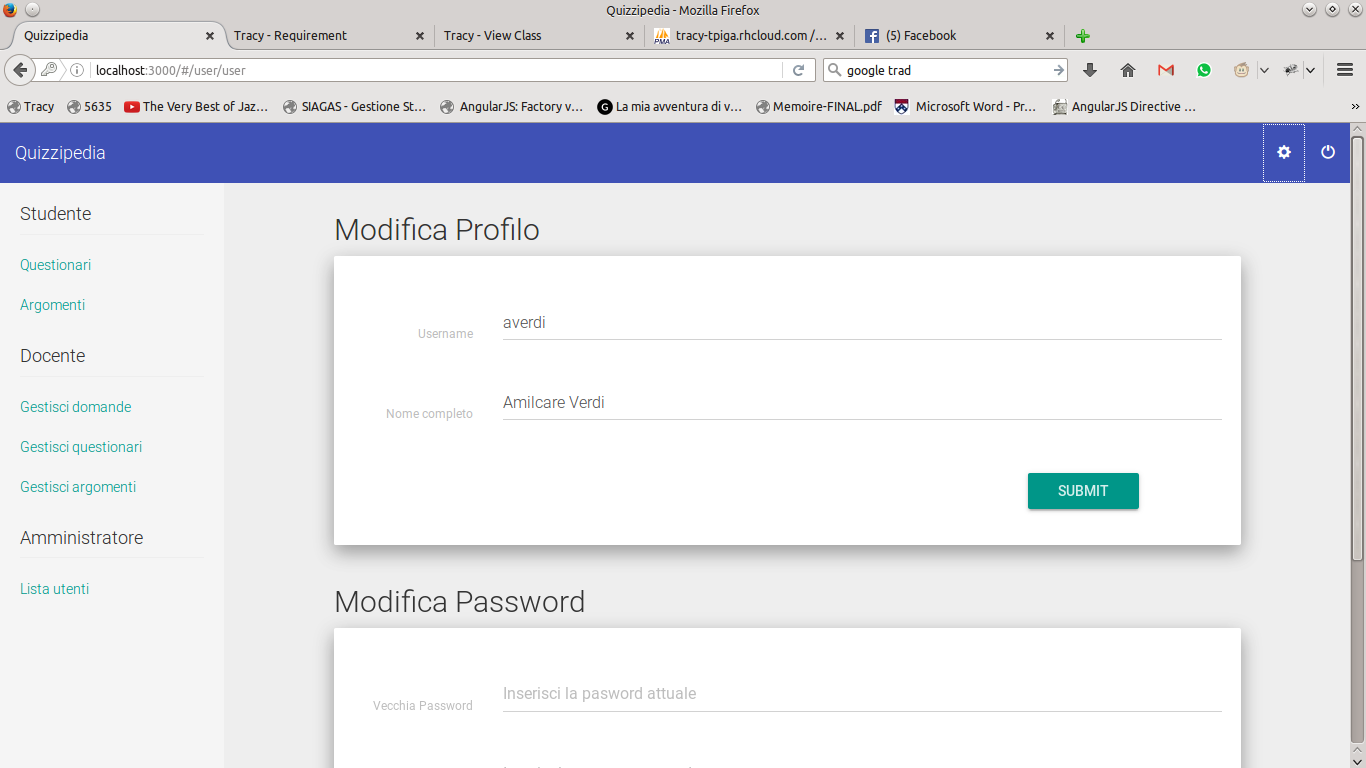 Quizzipedia - Mozilla Firefox
Quizzipedia
Tracy - Requirement
Tracy - View Class
PMA
tracy-tpiga.rhcloud.com /...
(5) Facebook
localhost:3000/#/user/user
google trad
Tracy
5635
The Very Best of Jaz...
SIAGAS - Gestione St...
AngularJS: Factory v...
G
La mia avventura di v...
Memoire-FINAL.pdf
Microsoft Word - Pr...
AngularJS Directive ...
Quizzipedia
Studente
Questionari
Argomenti
Docente
Gestisci domande
Gestisci questionari
Gestisci argomenti
Amministratore
Lista utenti
Modifica Profilo
Username
averdi
Nome completo
Amilcare Verdi
SUBMIT
Modifica Password
Vecchia Password
Inserisci la pasword attuale